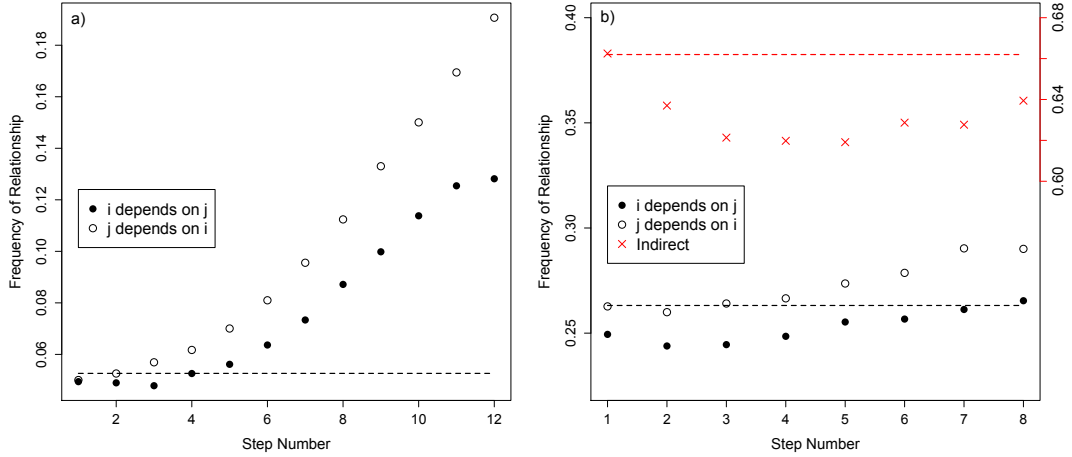 a)
0.18
0.16
0.14
0.12
0.10
0.08
0.06
Frequency of Relationship
i depends on j
j depends on i
2
4
6
8
10
12
Step Number
b)
0.40
0.35
0.30
0.25
Frequency of Relationship
0.68
0.64
0.60
i depends on j
j depends on i
Indirect
1
2
3
4
5
6
7
8
Step Number